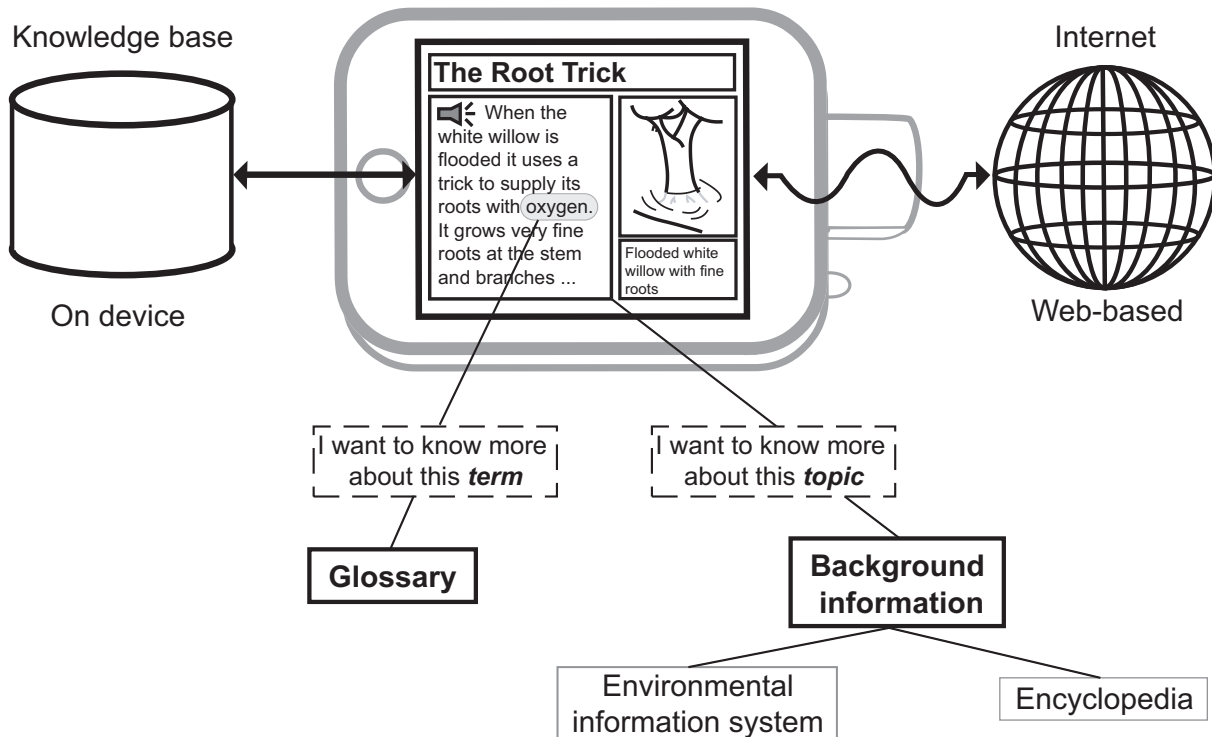 Knowledge base
On device
The Root Trick
When the
white willow is
flooded it uses a
trick to supply its
roots with oxygen.
It grows very fine
roots at the stem
and branches ...
Flooded white
willow with fine
roots
Internet
Web-based
I want to know more
about this term
I want to know more
about this topic
Glossary
Background
information
Environmental
information system
Encyclopedia